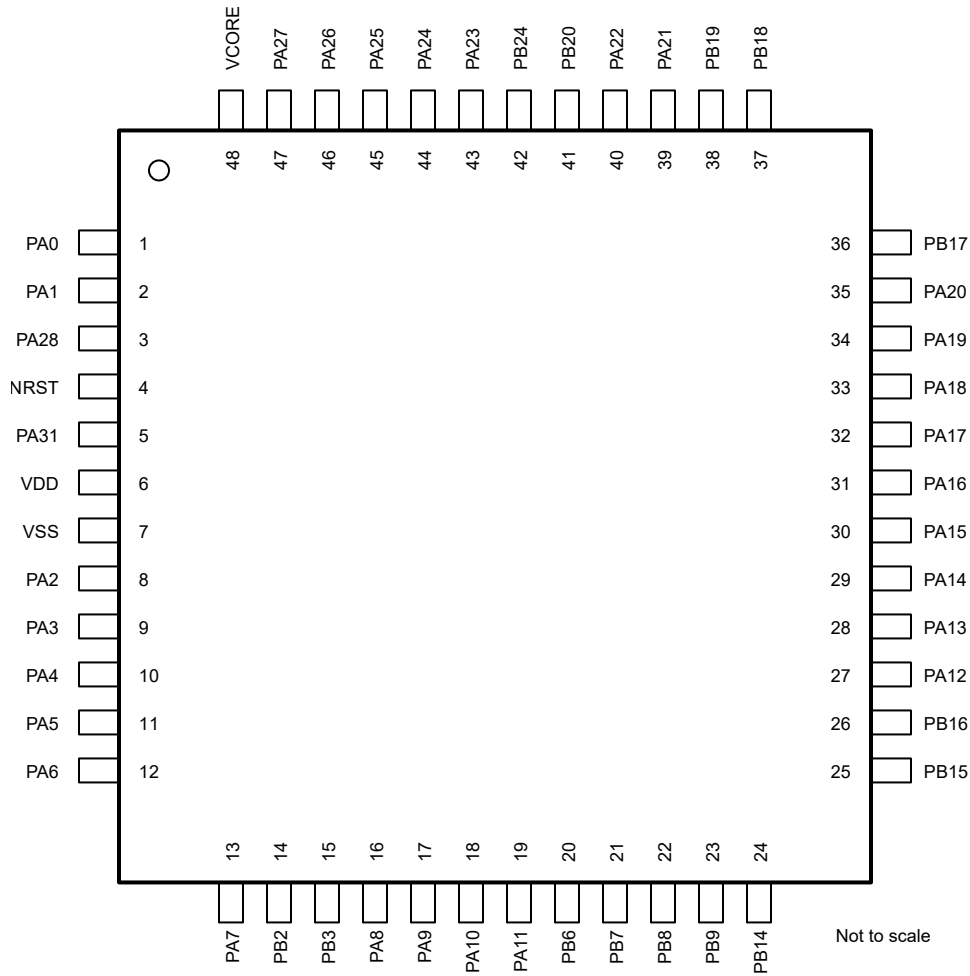 VCORE PA27 PA26 PA25 PA24 PA23 PB24 PB20 PA22 PA21 PB19 PB18
48 47 46 45 44 43 42 41 40 39 38 37
PA0 1 36 PB17
PA1 2 35 PA20
PA28 3 34 PA19
NRST 4 33 PA18
PA31 5 32 PA17
VDD 6 31 PA16
VSS 7 30 PA15
PA2 8 29 PA14
PA3 9 28 PA13
PA4 10 27 PA12
PA5 11 26 PB16
PA6 12 25 PB15
13 14 15 16 17 18 19 20 21 22 23 24
PA7 PB2 PB3 PA8 PA9 PA10 PA11 PB6 PB7 PB8 PB9 PB14
Not to scale